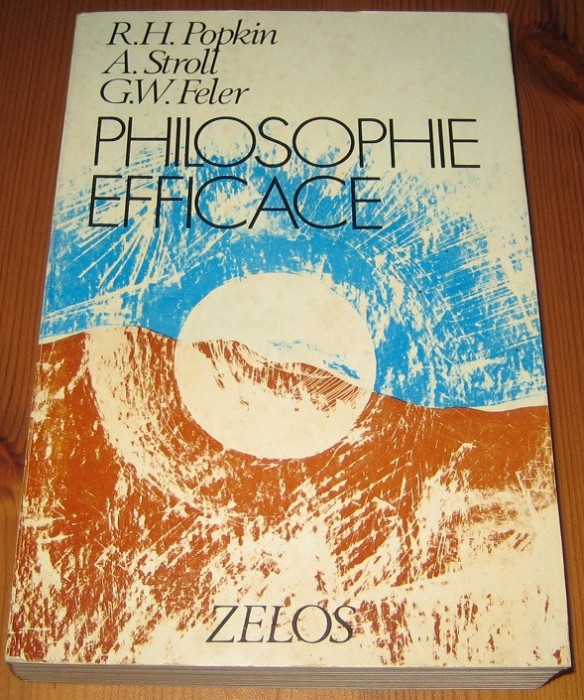 R.H. Popkin
A. Stroll
G.W. Feler
PHILOSOPHIE
EFFICACE
ZELOS